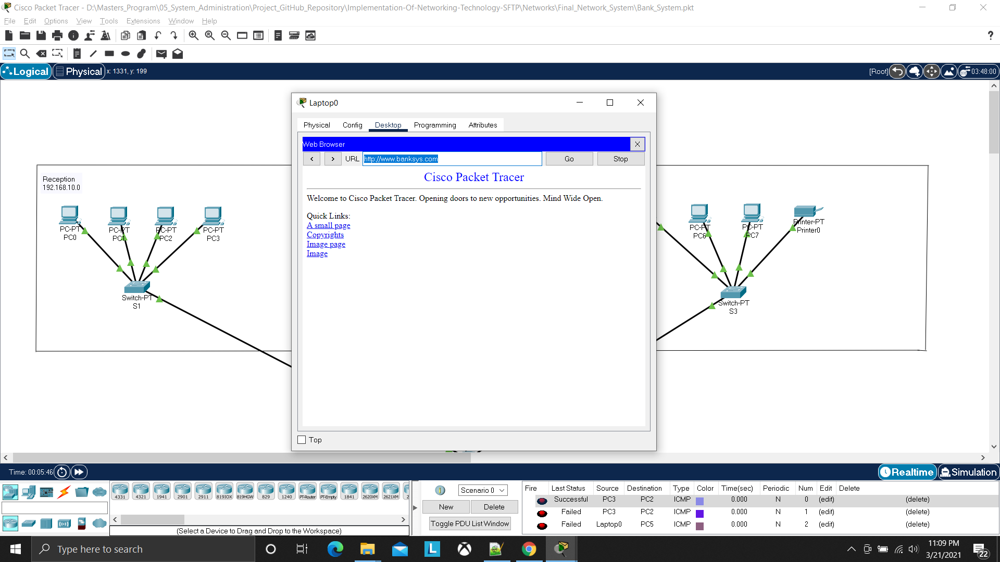 Cisco Packet Tracer - D:\Masters_Program\05_System_Administration\Project_GitHub_Repository\Implementation-Of-Networking-Technology-SFTP\Networks\Final_Network_System\Bank_System.pkt
File Edit Options View Tools Extensions Window Help
?
Logical Physical x: 1331, y: 199 [Root] 03:48:00
Laptop0
Physical Config Desktop Programming Attributes
Web Browser X
< > URL http://www.banksys.com Go Stop
Cisco Packet Tracer
Welcome to Cisco Packet Tracer. Opening doors to new opportunities. Mind Wide Open.
Quick Links:
A small page
Copyrights
Image page
Image
Top
Reception
192.168.10.0
PC-PT PC-PT PC-PT PC-PT
PC0 PC1 PC2 PC3
Switch-PT
S1
PC-PT PC-PT Printer-PT
PC6 PC7 Printer0
Switch-PT
S3
Time: 00:05:46 Realtime Simulation
4331 4321 1941 2901 2911 819IOX 819HGW 829 1240 PT-Router PT-Empty 1841 2620XM 2621XM 2
(Select a Device to Drag and Drop to the Workspace)
Scenario 0
New Delete
Toggle PDU List Window
Fire Last Status Source Destination Type Color Time(sec) Periodic Num Edit Delete
Successful PC3 PC2 ICMP 0.000 N 0 (edit) (delete)
Failed PC3 PC2 ICMP 0.000 N 1 (edit) (delete)
Failed Laptop0 PC5 ICMP 0.000 N 2 (edit) (delete)
Type here to search
11:09 PM
3/21/2021
22